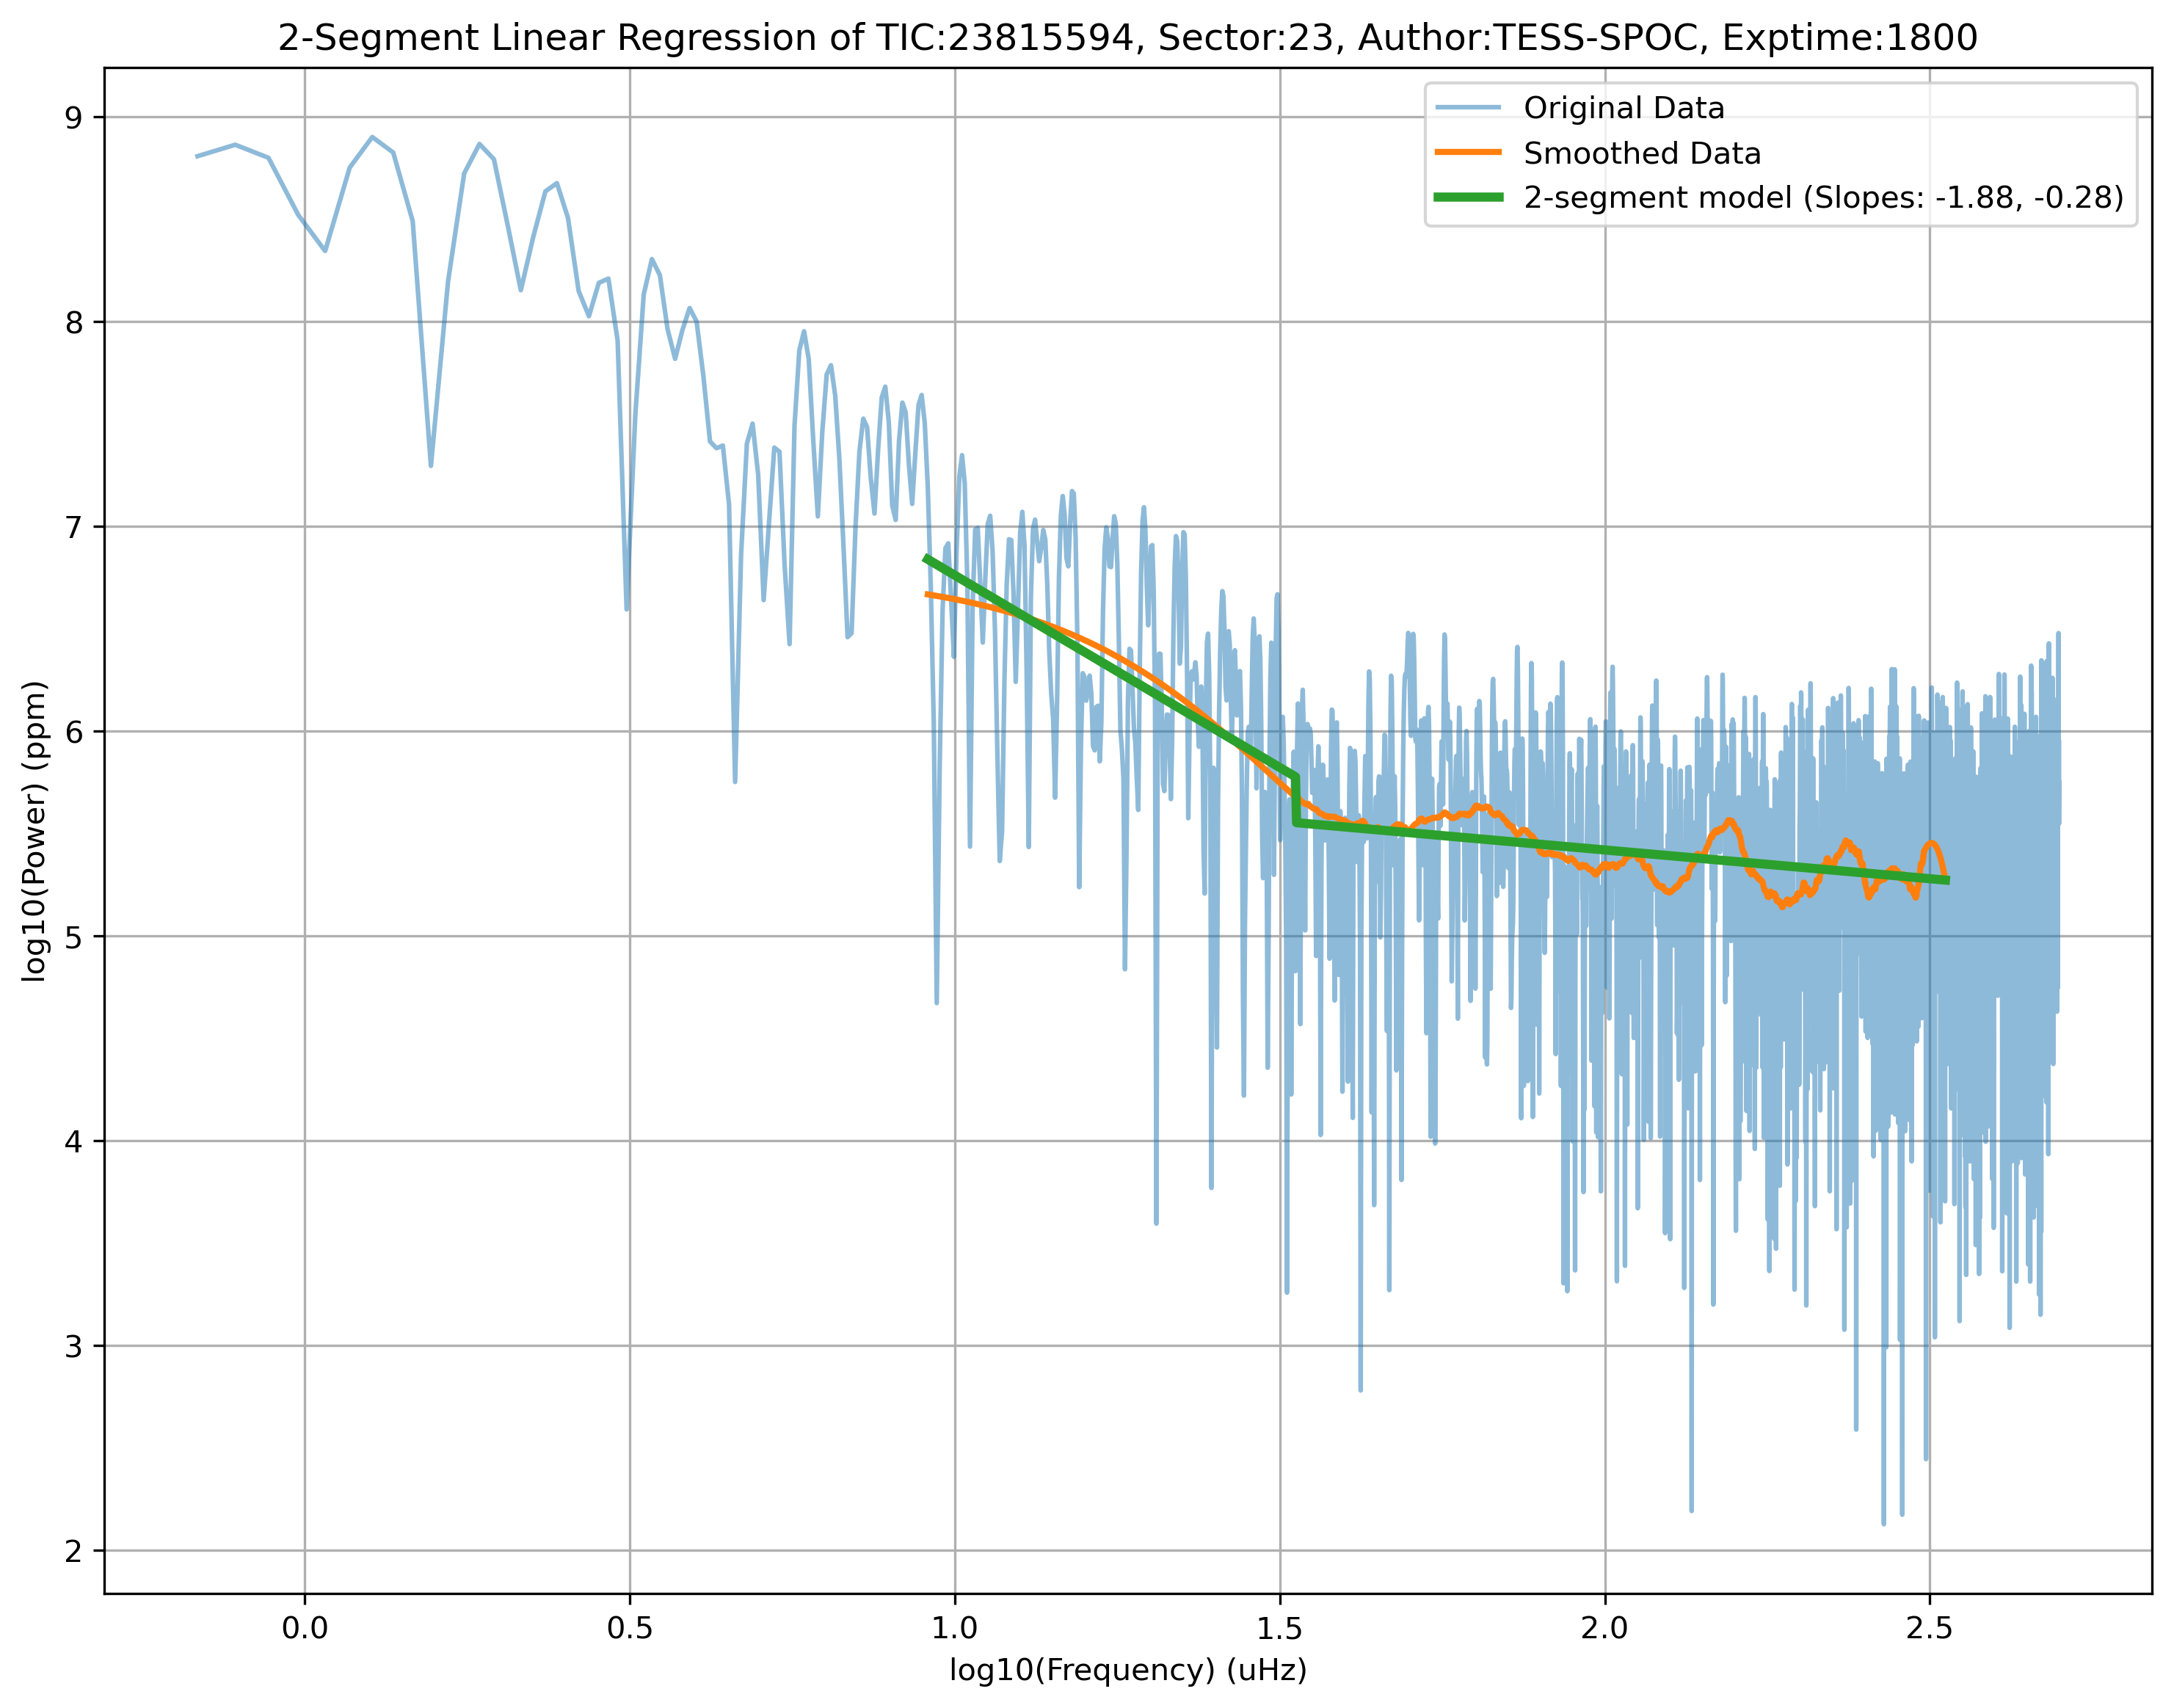 2-Segment Linear Regression of TIC:23815594, Sector:23, Author:TESS-SPOC, Exptime:1800
Original Data
Smoothed Data
2-segment model (Slopes: -1.88, -0.28)
log10(Power) (ppm)
9
8
7
6
5
4
3
2
0.0 0.5 1.0 1.5 2.0 2.5
log10(Frequency) (uHz)